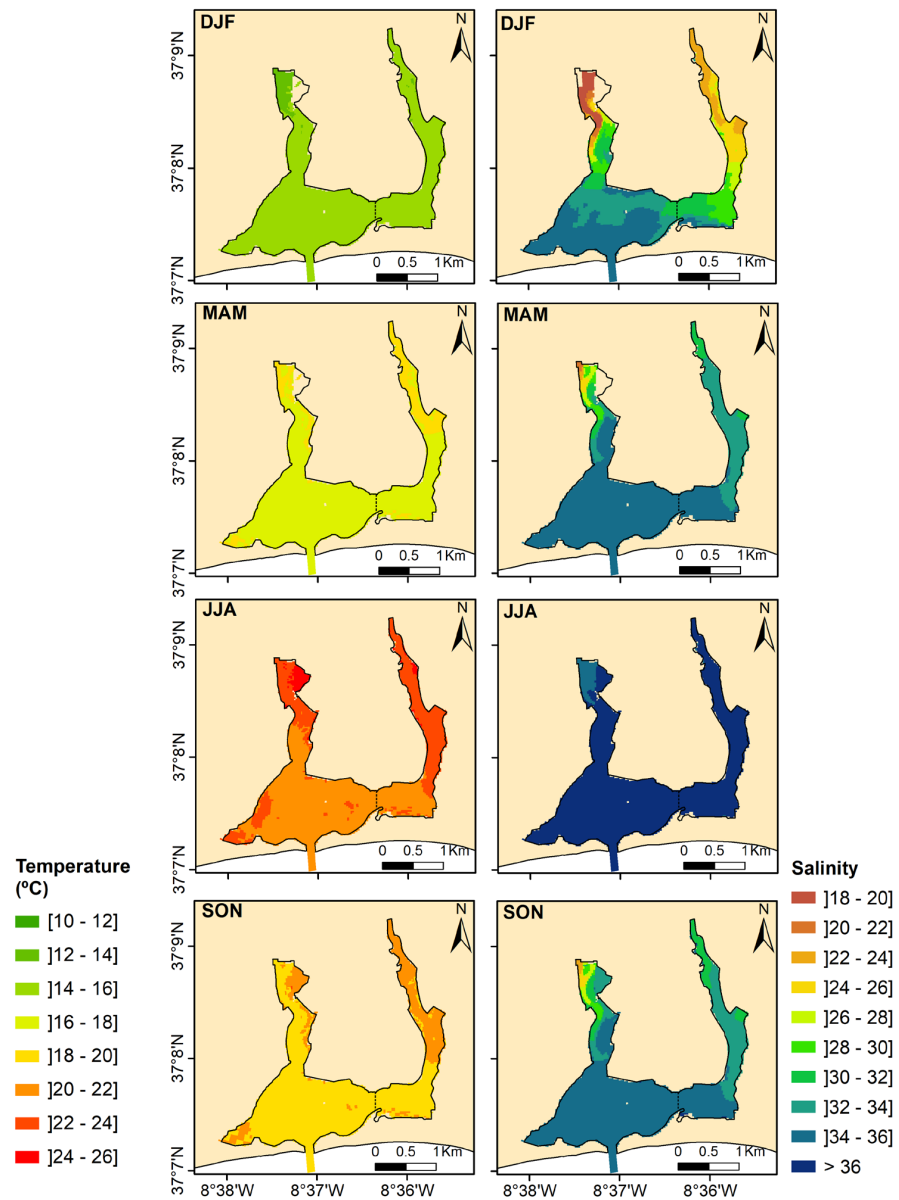 DJF
N
37°9'N
37°8'N
37°7'N
0 0.5 1Km
DJF
N
0 0.5 1Km
MAM
N
37°9'N
37°8'N
37°7'N
0 0.5 1Km
MAM
N
0 0.5 1Km
JJA
N
37°9'N
37°8'N
37°7'N
0 0.5 1Km
JJA
N
0 0.5 1Km
SON
N
37°9'N
37°8'N
37°7'N
0 0.5 1Km
8°38'W 8°37'W 8°36'W
SON
N
0 0.5 1Km
8°38'W 8°37'W 8°36'W
Temperature
(ºC)
[10 - 12]
]12 - 14]
]14 - 16]
]16 - 18]
]18 - 20]
]20 - 22]
]22 - 24]
]24 - 26]
Salinity
]18 - 20]
]20 - 22]
]22 - 24]
]24 - 26]
]26 - 28]
]28 - 30]
]30 - 32]
]32 - 34]
]34 - 36]
> 36